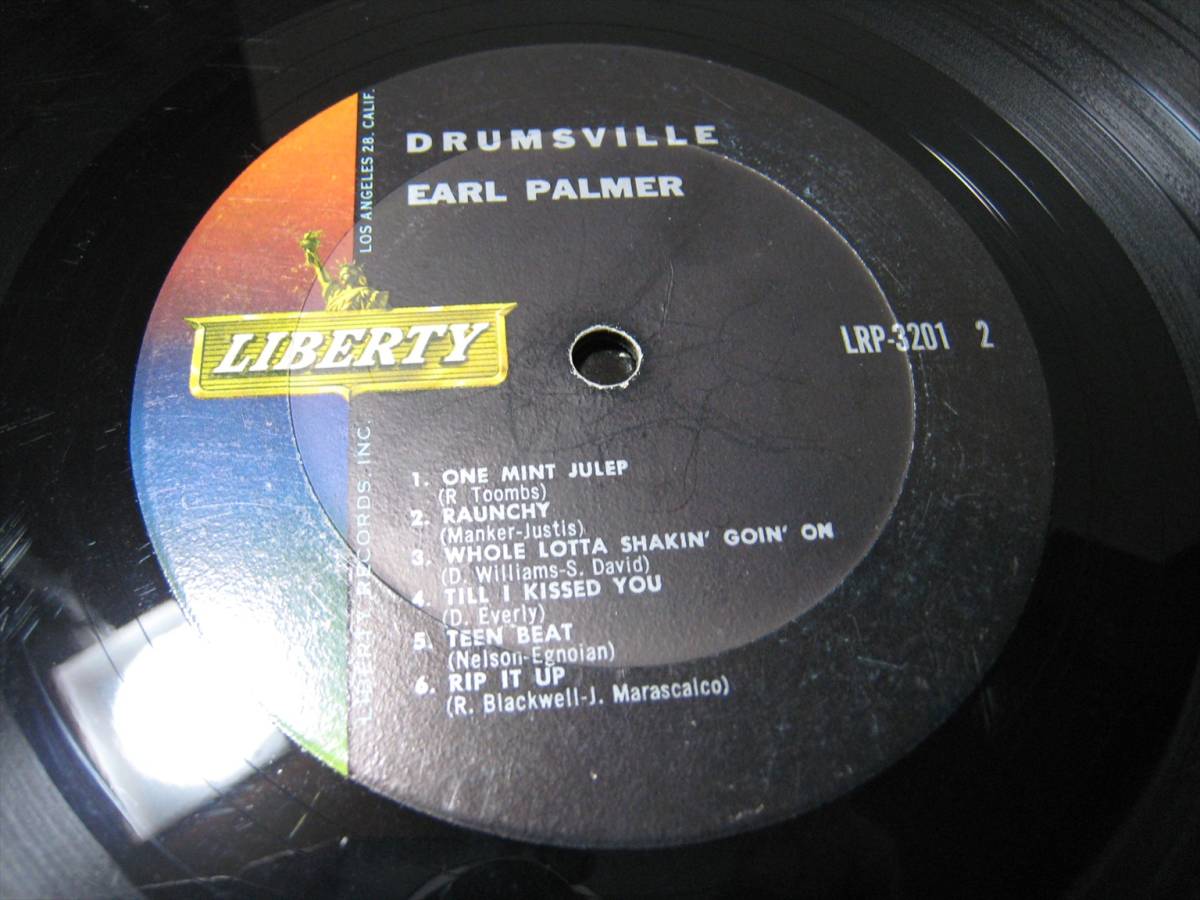 DRUMSVILLE
EARL PALMER
LOS ANGELES 28, CALIF.
LIBERTY
LIBERTY RECORDS, INC.
LRP-3201 2
1. ONE MINT JULEP
(R Toombs)
2. RAUNCHY
(Manker-Justis)
3. WHOLE LOTTA SHAKIN' GOIN' ON
(D. Williams-S. David)
4. TILL I KISSED YOU
(D. Everly)
5. TEEN BEAT
(Nelson-Egnoian)
6. RIP IT UP
(R. Blackwell-J. Marascalco)